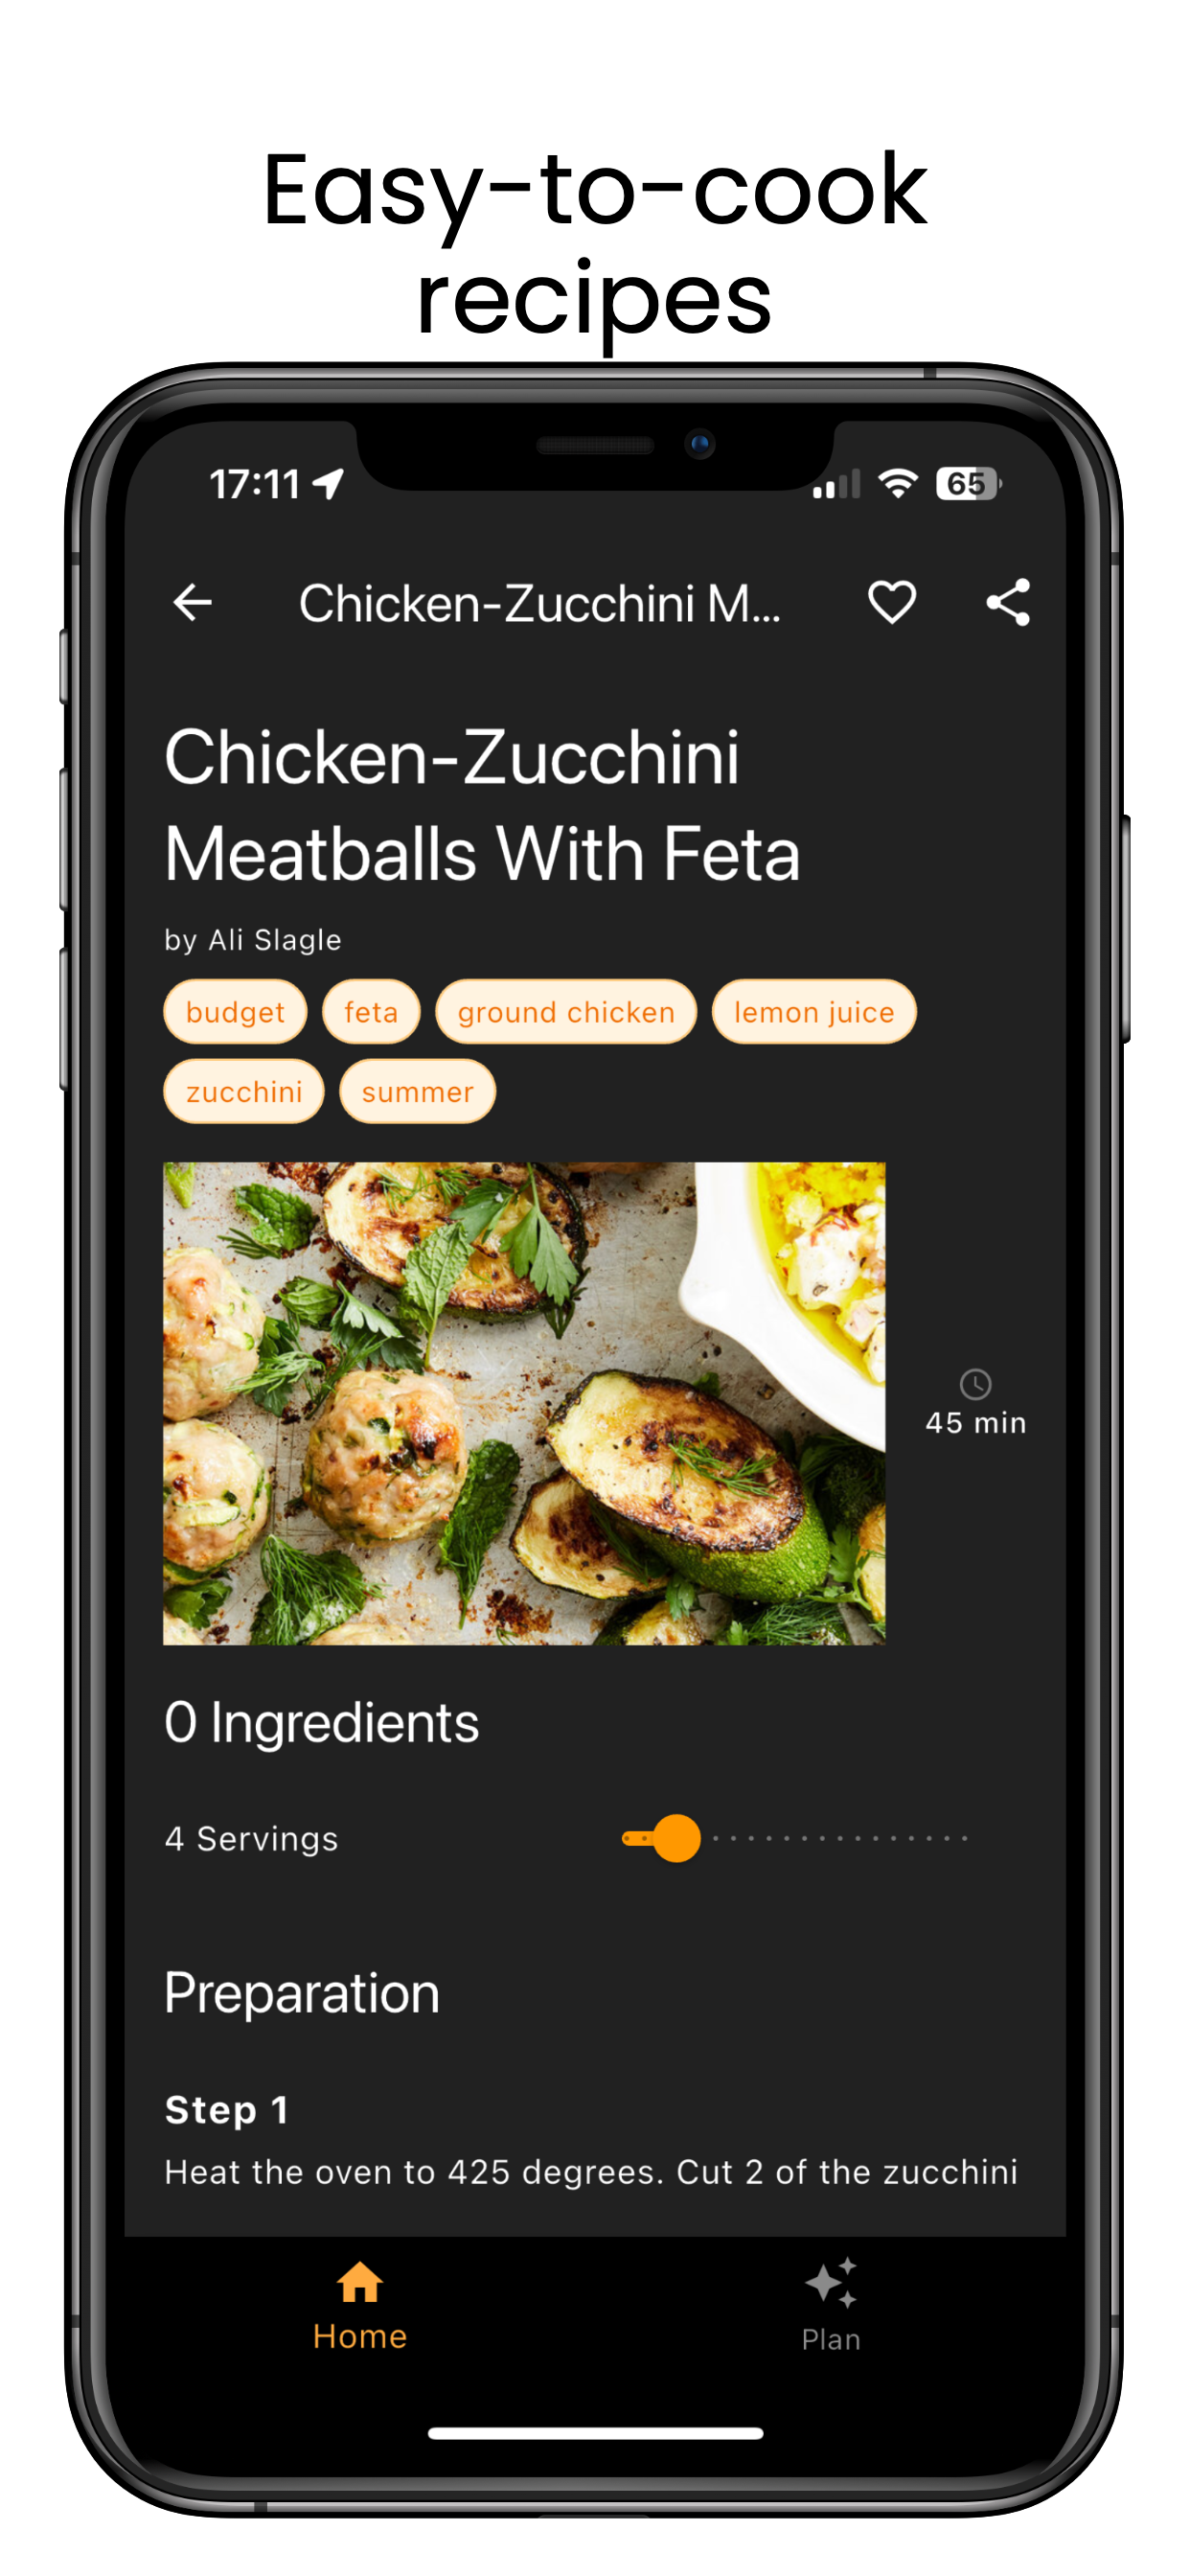 Easy-to-cook
recipes
17:11
65
Chicken-Zucchini M...
Chicken-Zucchini
Meatballs With Feta
by Ali Slagle
budget feta ground chicken lemon juice
zucchini summer
45 min
0 Ingredients
4 Servings
Preparation
Step 1
Heat the oven to 425 degrees. Cut 2 of the zucchini
Home
Plan